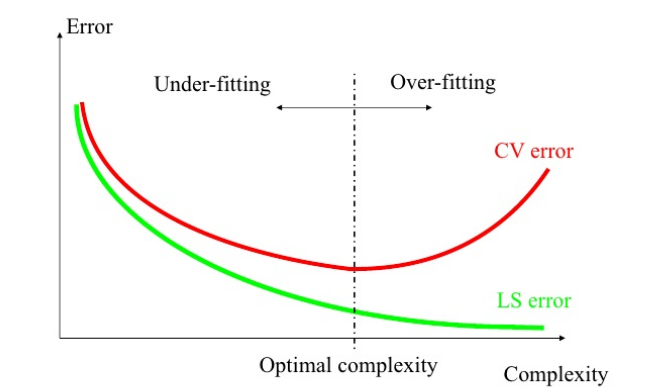 Error
Under-fitting
Over-fitting
CV error
LS error
Optimal complexity
Complexity